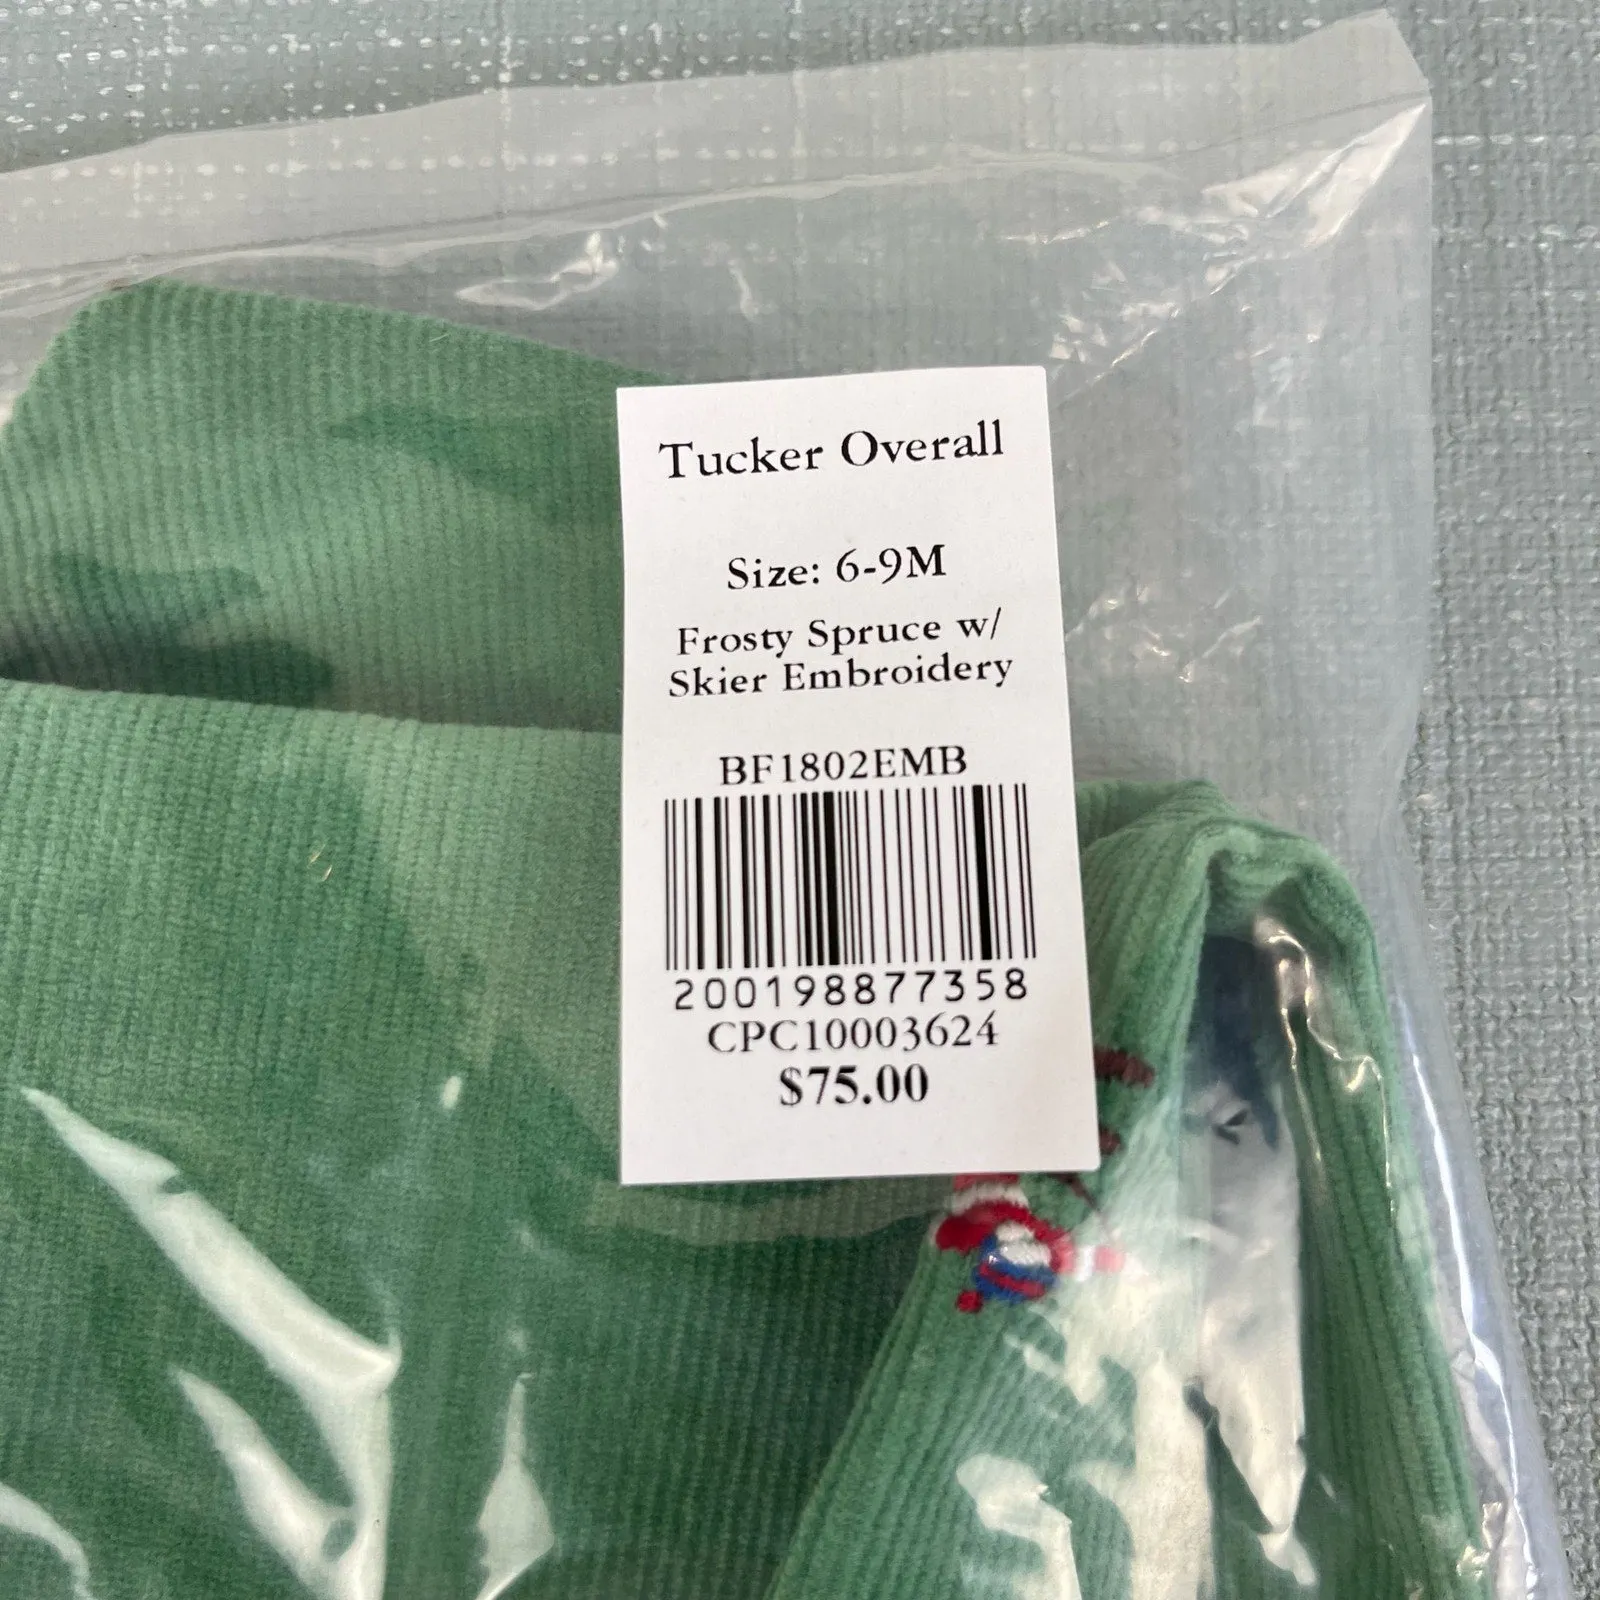 Tucker Overall
Size: 6-9M
Frosty Spruce w/
Skier Embroidery
BF1802EMB
200198877358
CPC10003624
$75.00